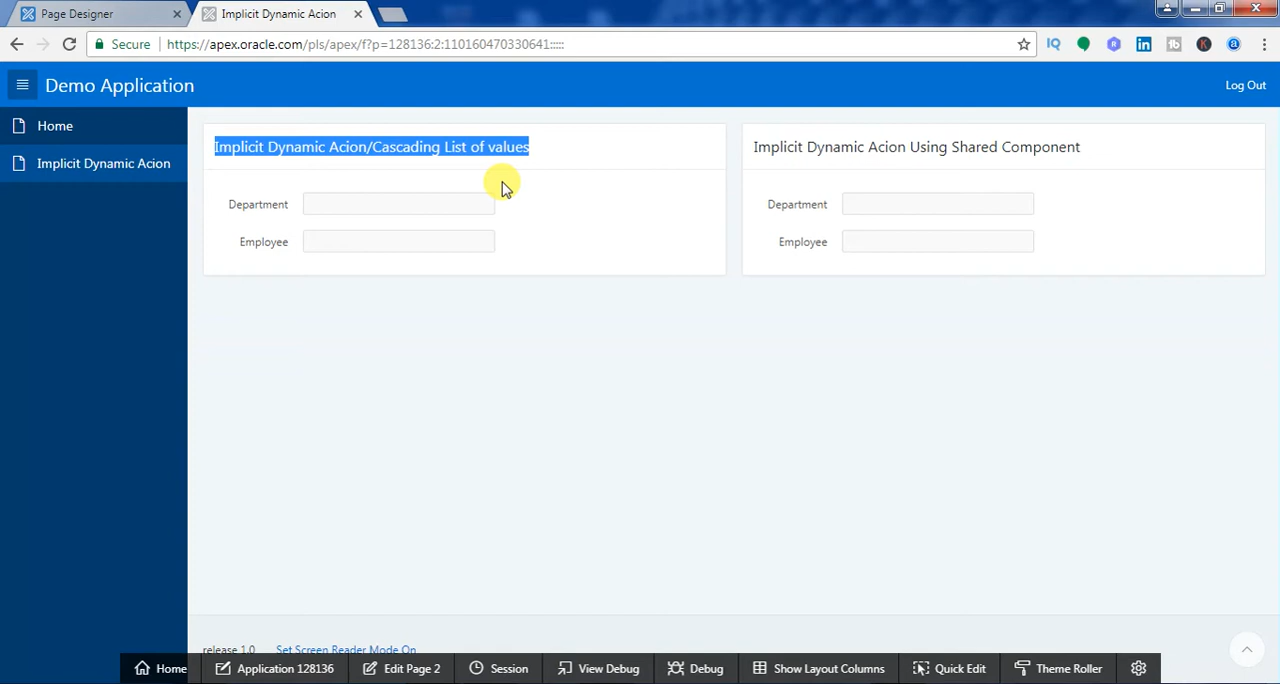 Page Designer
Implicit Dynamic Acion
Secure https://apex.oracle.com/pls/apex/f?p=128136:2:110160470330641:::::
Demo Application
Log Out
Home
Implicit Dynamic Acion
Implicit Dynamic Acion/Cascading List of values
Department
Employee
Implicit Dynamic Acion Using Shared Component
Department
Employee
release 1.0 Set Screen Reader Mode On
Home Application 128136 Edit Page 2 Session View Debug Debug Show Layout Columns Quick Edit Theme Roller